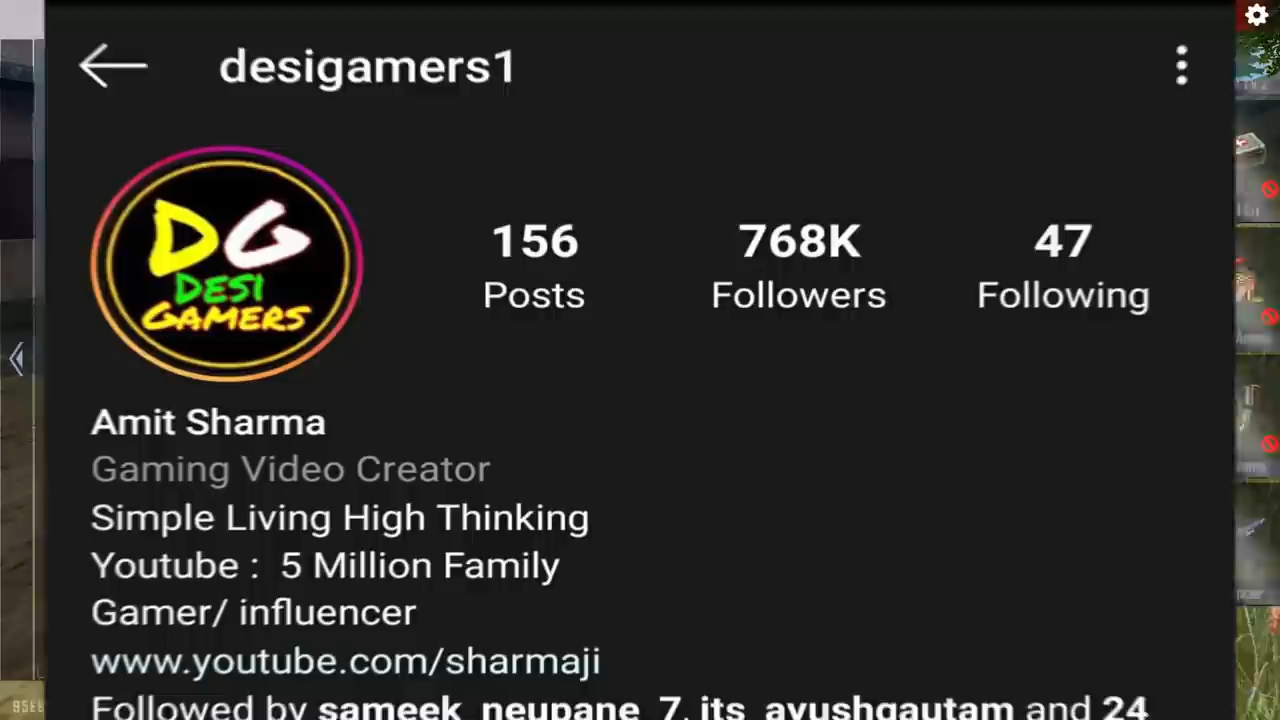 desigamers1
DG
DESI
GAMERS
156
Posts
768K
Followers
47
Following
Amit Sharma
Gaming Video Creator
Simple Living High Thinking
Youtube : 5 Million Family
Gamer/ influencer
www.youtube.com/sharmaji
Followed by sameek_neupane_7, its_ayushgautam and 24